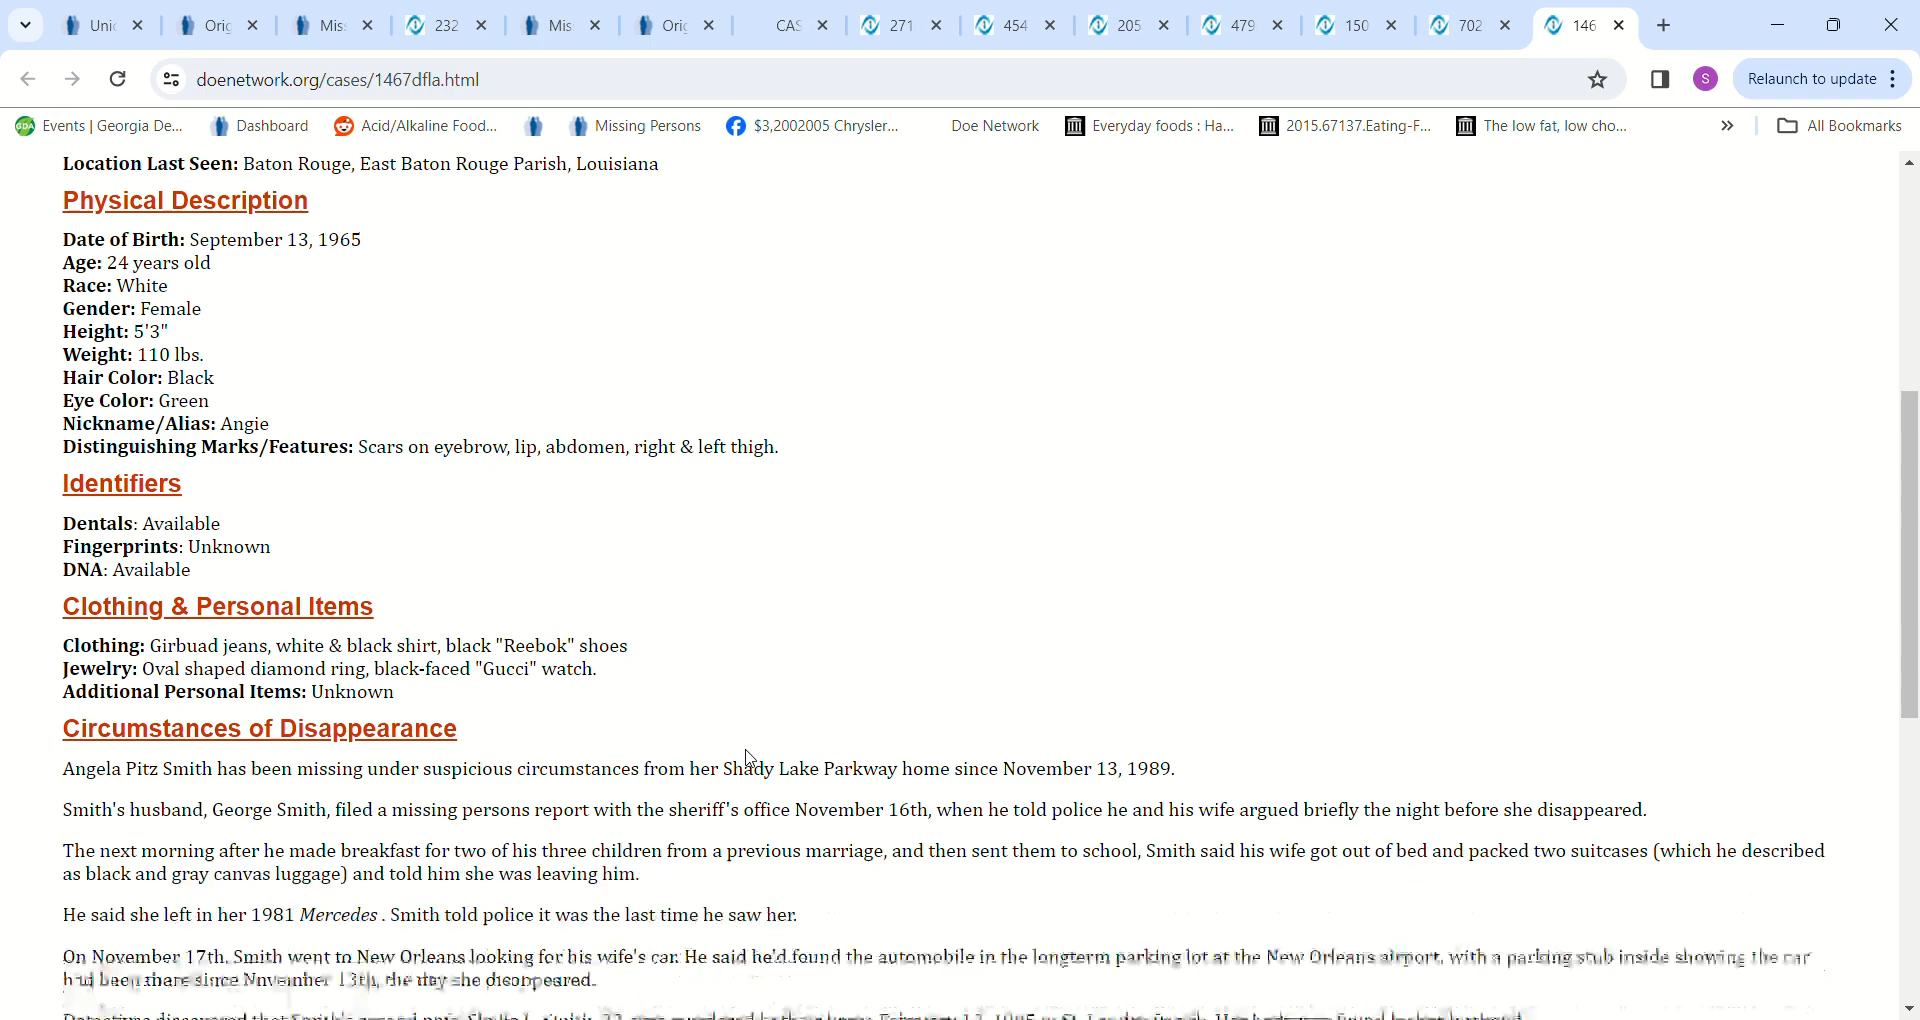 Unic
Orig
Miss
232
Mis
Orig
CAS
271
454
205
479
150
702
146
doenetwork.org/cases/1467dfla.html
S
Relaunch to update
GDA
Events | Georgia De...
Dashboard
Acid/Alkaline Food...
Missing Persons
$3,2002005 Chrysler...
Doe Network
Everyday foods : Ha...
2015.67137.Eating-F...
The low fat, low cho...
All Bookmarks
Location Last Seen: Baton Rouge, East Baton Rouge Parish, Louisiana
Physical Description
Date of Birth: September 13, 1965
Age: 24 years old
Race: White
Gender: Female
Height: 5'3"
Weight: 110 lbs.
Hair Color: Black
Eye Color: Green
Nickname/Alias: Angie
Distinguishing Marks/Features: Scars on eyebrow, lip, abdomen, right & left thigh.
Identifiers
Dentals: Available
Fingerprints: Unknown
DNA: Available
Clothing & Personal Items
Clothing: Girbuad jeans, white & black shirt, black "Reebok" shoes
Jewelry: Oval shaped diamond ring, black-faced "Gucci" watch.
Additional Personal Items: Unknown
Circumstances of Disappearance
Angela Pitz Smith has been missing under suspicious circumstances from her Shady Lake Parkway home since November 13, 1989.
Smith's husband, George Smith, filed a missing persons report with the sheriff's office November 16th, when he told police he and his wife argued briefly the night before she disappeared.
The next morning after he made breakfast for two of his three children from a previous marriage, and then sent them to school, Smith said his wife got out of bed and packed two suitcases (which he described
as black and gray canvas luggage) and told him she was leaving him.
He said she left in her 1981 Mercedes . Smith told police it was the last time he saw her.
On November 17th, Smith went to New Orleans looking for his wife's car. He said he'd found the automobile in the longterm parking lot at the New Orleans airport, with a parking stub inside showing the car
had been there since November 13th, the day she disappeared.